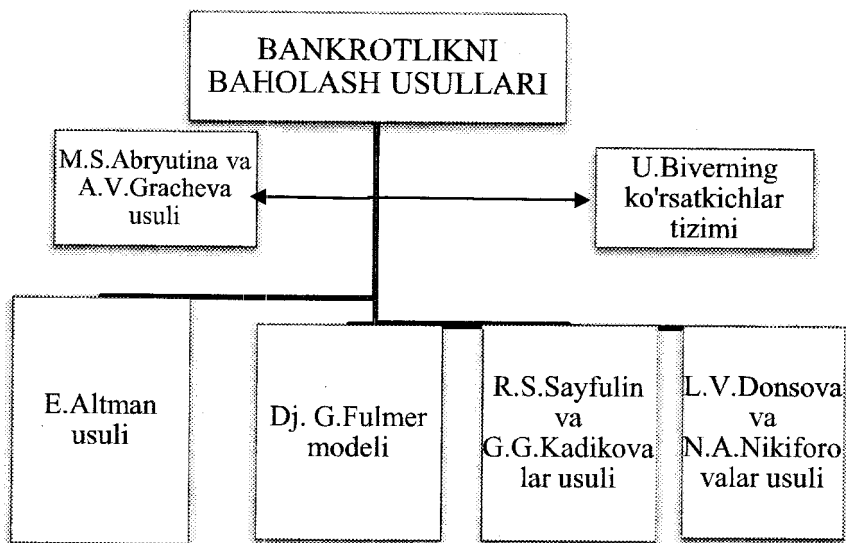 BANKROTLIKNI
BAHOLASH USULLARI
M.S.Abryutina va
A.V.Gracheva
usuli
U.Biverning
ko'rsatkichlar
tizimi
E.Altman
usuli
Dj. G.Fulmer
modeli
R.S.Sayfulin
va
G.G.Kadikova
lar usuli
L.V.Donsova
va
N.A.Nikiforo
valar usuli